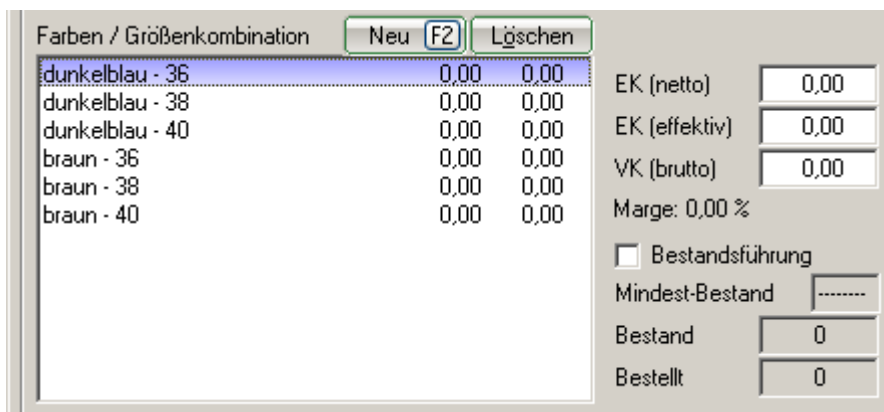 Farben / Größenkombination Neu F2 Löschen
dunkelblau - 36 0,00 0,00
dunkelblau - 38 0,00 0,00
dunkelblau - 40 0,00 0,00
braun - 36 0,00 0,00
braun - 38 0,00 0,00
braun - 40 0,00 0,00
EK (netto) 0,00
EK (effektiv) 0,00
VK (brutto) 0,00
Marge: 0,00 %
Bestandsführung
Mindest-Bestand --------
Bestand 0
Bestellt 0